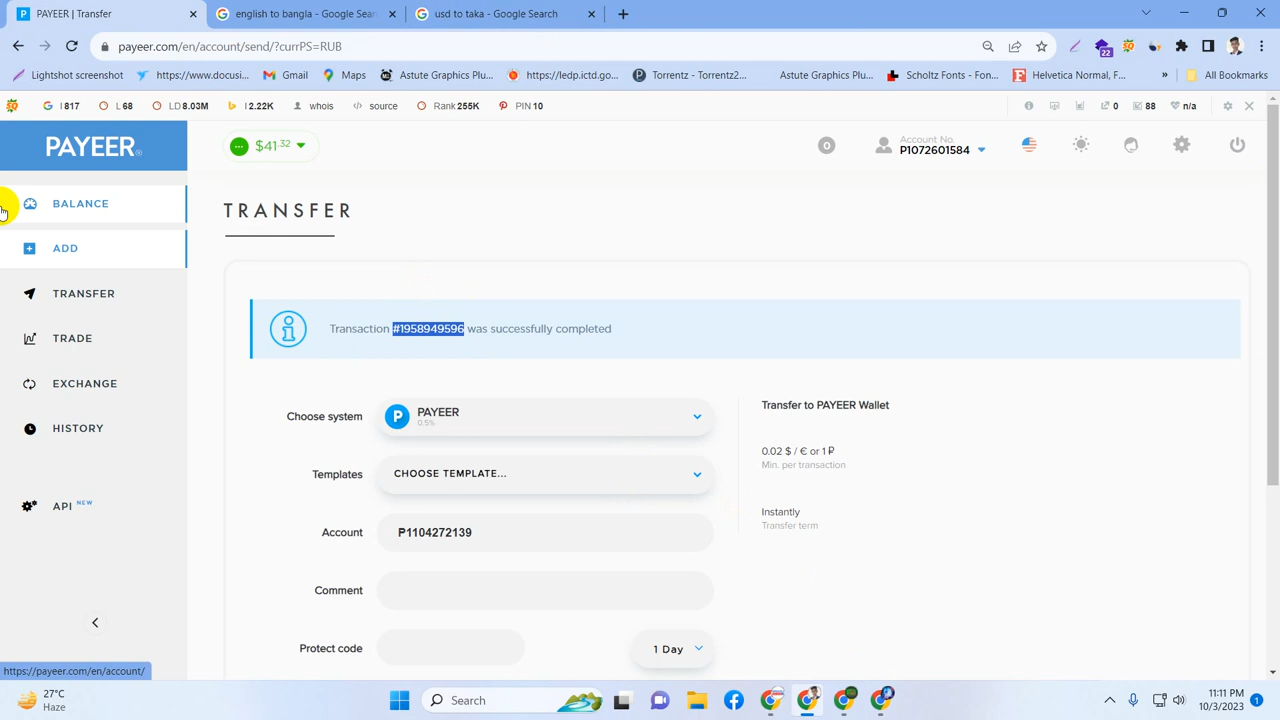 PAYEER | Transfer
english to bangla - Google Searc
usd to taka - Google Search
payeer.com/en/account/send/?currPS=RUB
22
Lightshot screenshot
https://www.docusi...
Gmail
Maps
Astute Graphics Plu...
https://ledp.ictd.go...
Torrentz - Torrentz2...
Astute Graphics Plu...
Scholtz Fonts - Fon...
Helvetica Normal, F...
»
All Bookmarks
I 817
L 68
LD 8.03M
I 2.22K
whois
source
Rank 255K
PIN 10
0
88
n/a
PAYEER®
$41.32
0
Account No.
P1072601584
BALANCE
ADD
TRANSFER
TRADE
EXCHANGE
HISTORY
API NEW
TRANSFER
Transaction #1958949596 was successfully completed
Choose system
PAYEER
0.5%
Templates
CHOOSE TEMPLATE...
Account
P1104272139
Comment
Protect code
1 Day
Transfer to PAYEER Wallet
0.02 $ / € or 1 ₽
Min. per transaction
Instantly
Transfer term
https://payeer.com/en/account/
27°C
Haze
Search
11:11 PM
10/3/2023
1